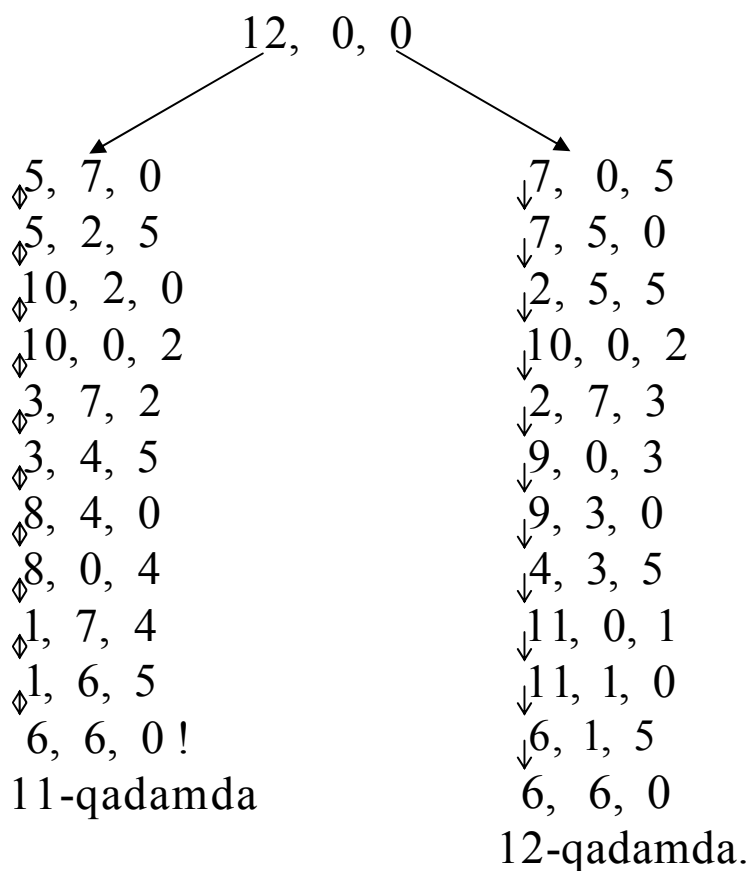 12, 0, 0
5, 7, 0
5, 2, 5
10, 2, 0
10, 0, 2
3, 7, 2
3, 4, 5
8, 4, 0
8, 0, 4
1, 7, 4
1, 6, 5
6, 6, 0 !
11-qadamda
7, 0, 5
7, 5, 0
2, 5, 5
10, 0, 2
2, 7, 3
9, 0, 3
9, 3, 0
4, 3, 5
11, 0, 1
11, 1, 0
6, 1, 5
6, 6, 0
12-qadamda.